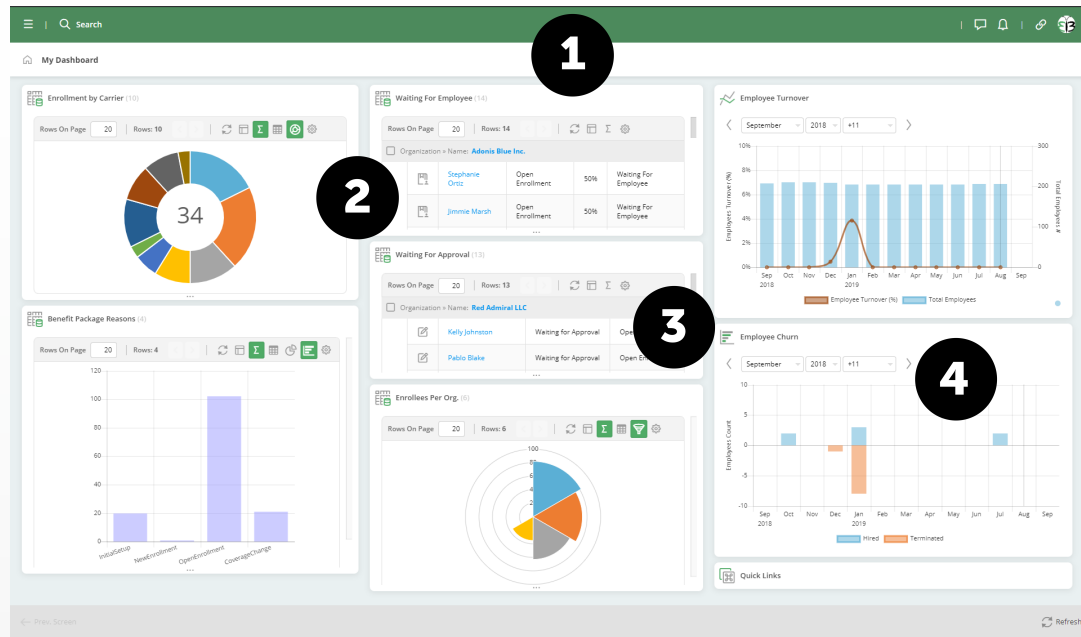 Search
1
My Dashboard
Enrollment by Carrier (10)
Rows On Page 20 Rows: 10
34
2
Benefit Package Reasons (4)
Rows On Page 20 Rows: 4
120
100
80
60
40
20
0
InitialSetup NewEnrollment OpenEnrollment CoverageChange
Waiting For Employee (14)
Rows On Page 20 Rows: 14
Organization » Name: Adonis Blue Inc.
Stephanie Ortiz Open Enrollment 50% Waiting For Employee
Jimmie Marsh Open Enrollment 50% Waiting For Employee
Waiting For Approval (13)
Rows On Page 20 Rows: 13
Organization » Name: Red Admiral LLC
Kelly Johnston Waiting for Approval Ope
Pablo Blake Waiting for Approval Open E
3
Enrollees Per Org. (6)
Rows On Page 20 Rows: 6
100
Employee Turnover
September 2018 +11
10%
8%
6%
4%
2%
0%
Employees Turnover (%)
300
200
100
0
Total Employees #
Sep Oct Nov Dec Jan Feb Mar Apr May Jun Jul Aug Sep
2018 2019
Employee Turnover (%) Total Employees
Employee Churn
September 2018 +11
4
10
5
0
-5
-10
Employees Count
Sep Oct Nov Dec Jan Feb Mar Apr May Jun Jul Aug Sep
2018 2019
Hired Terminated
Quick Links
Prev. Screen
Refresh